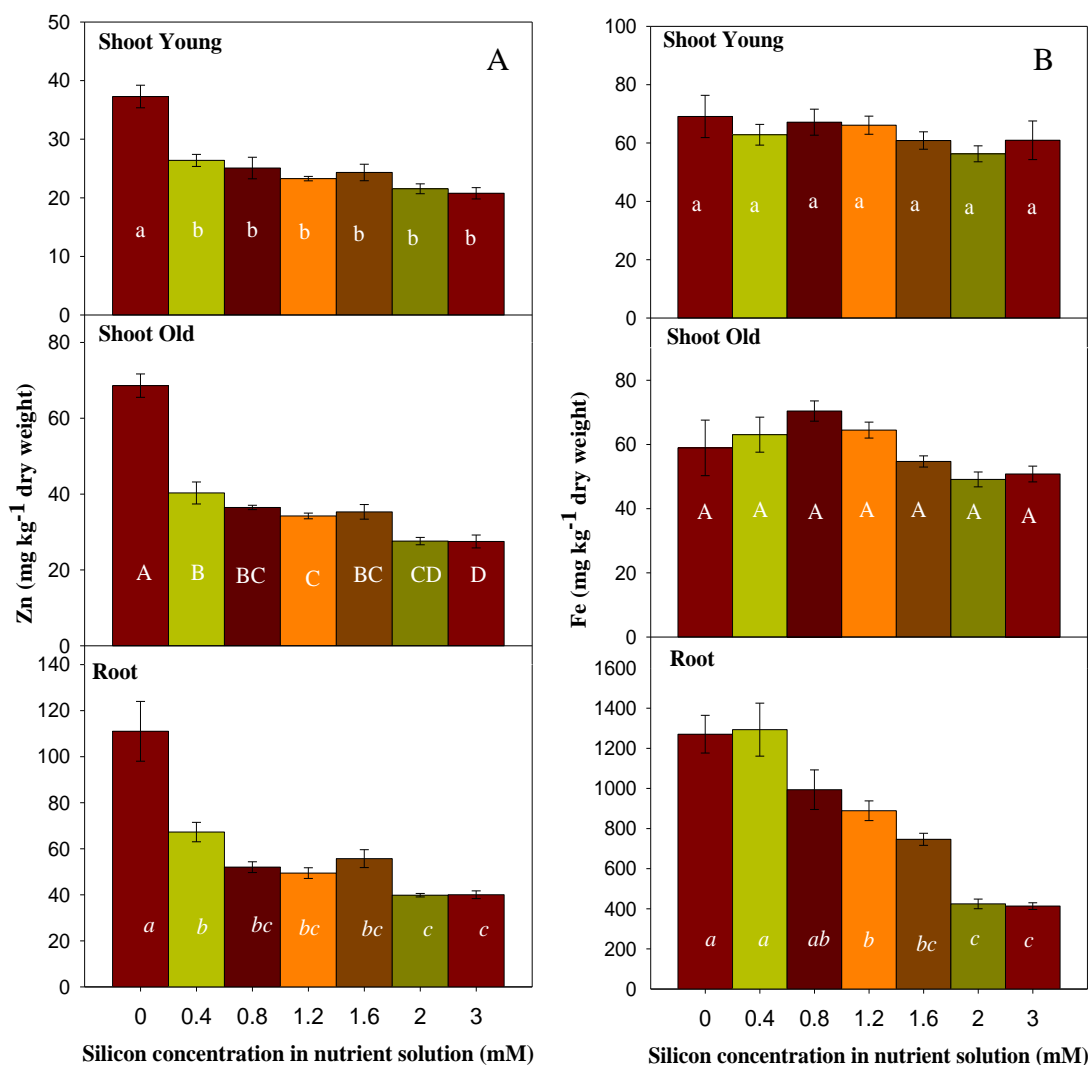 Shoot Young
A
50
40
30
20
10
0
a b b b b b b
Shoot Old
80
60
40
20
0
A B BC C BC CD D
Root
140
120
100
80
60
40
20
0
a b bc bc bc c c
0 0.4 0.8 1.2 1.6 2 3
Zn (mg kg-1 dry weight)
Silicon concentration in nutrient solution (mM)
Shoot Young
B
100
80
60
40
20
0
a a a a a a a
Shoot Old
80
60
40
20
0
A A A A A A A
Root
1600
1400
1200
1000
800
600
400
200
0
a a ab b bc c c
0 0.4 0.8 1.2 1.6 2 3
Fe (mg kg-1 dry weight)
Silicon concentration in nutrient solution (mM)